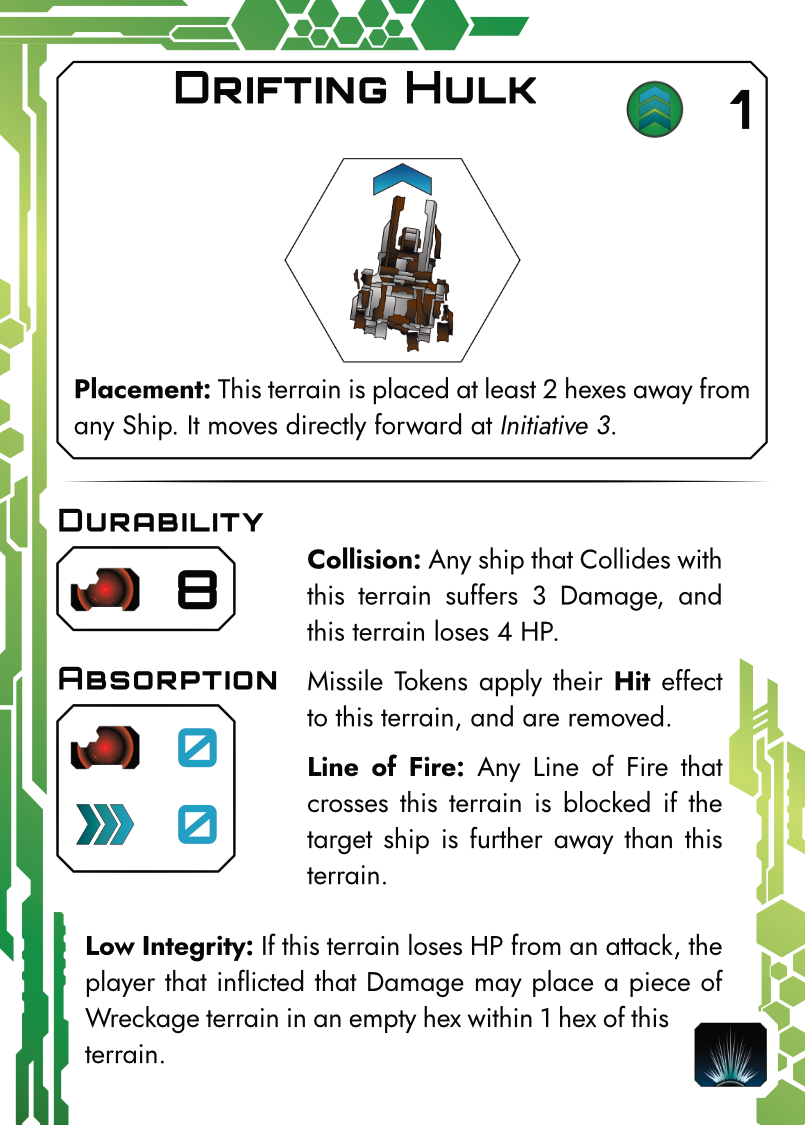 Drifting Hulk
1
Placement: This terrain is placed at least 2 hexes away from
any Ship. It moves directly forward at Initiative 3.
Durability
8
Collision: Any ship that Collides with
this terrain suffers 3 Damage, and
this terrain loses 4 HP.
Absorption
0
0
Missile Tokens apply their Hit effect
to this terrain, and are removed.
Line of Fire: Any Line of Fire that
crosses this terrain is blocked if the
target ship is further away than this
terrain.
Low Integrity: If this terrain loses HP from an attack, the
player that inflicted that Damage may place a piece of
Wreckage terrain in an empty hex within 1 hex of this
terrain.